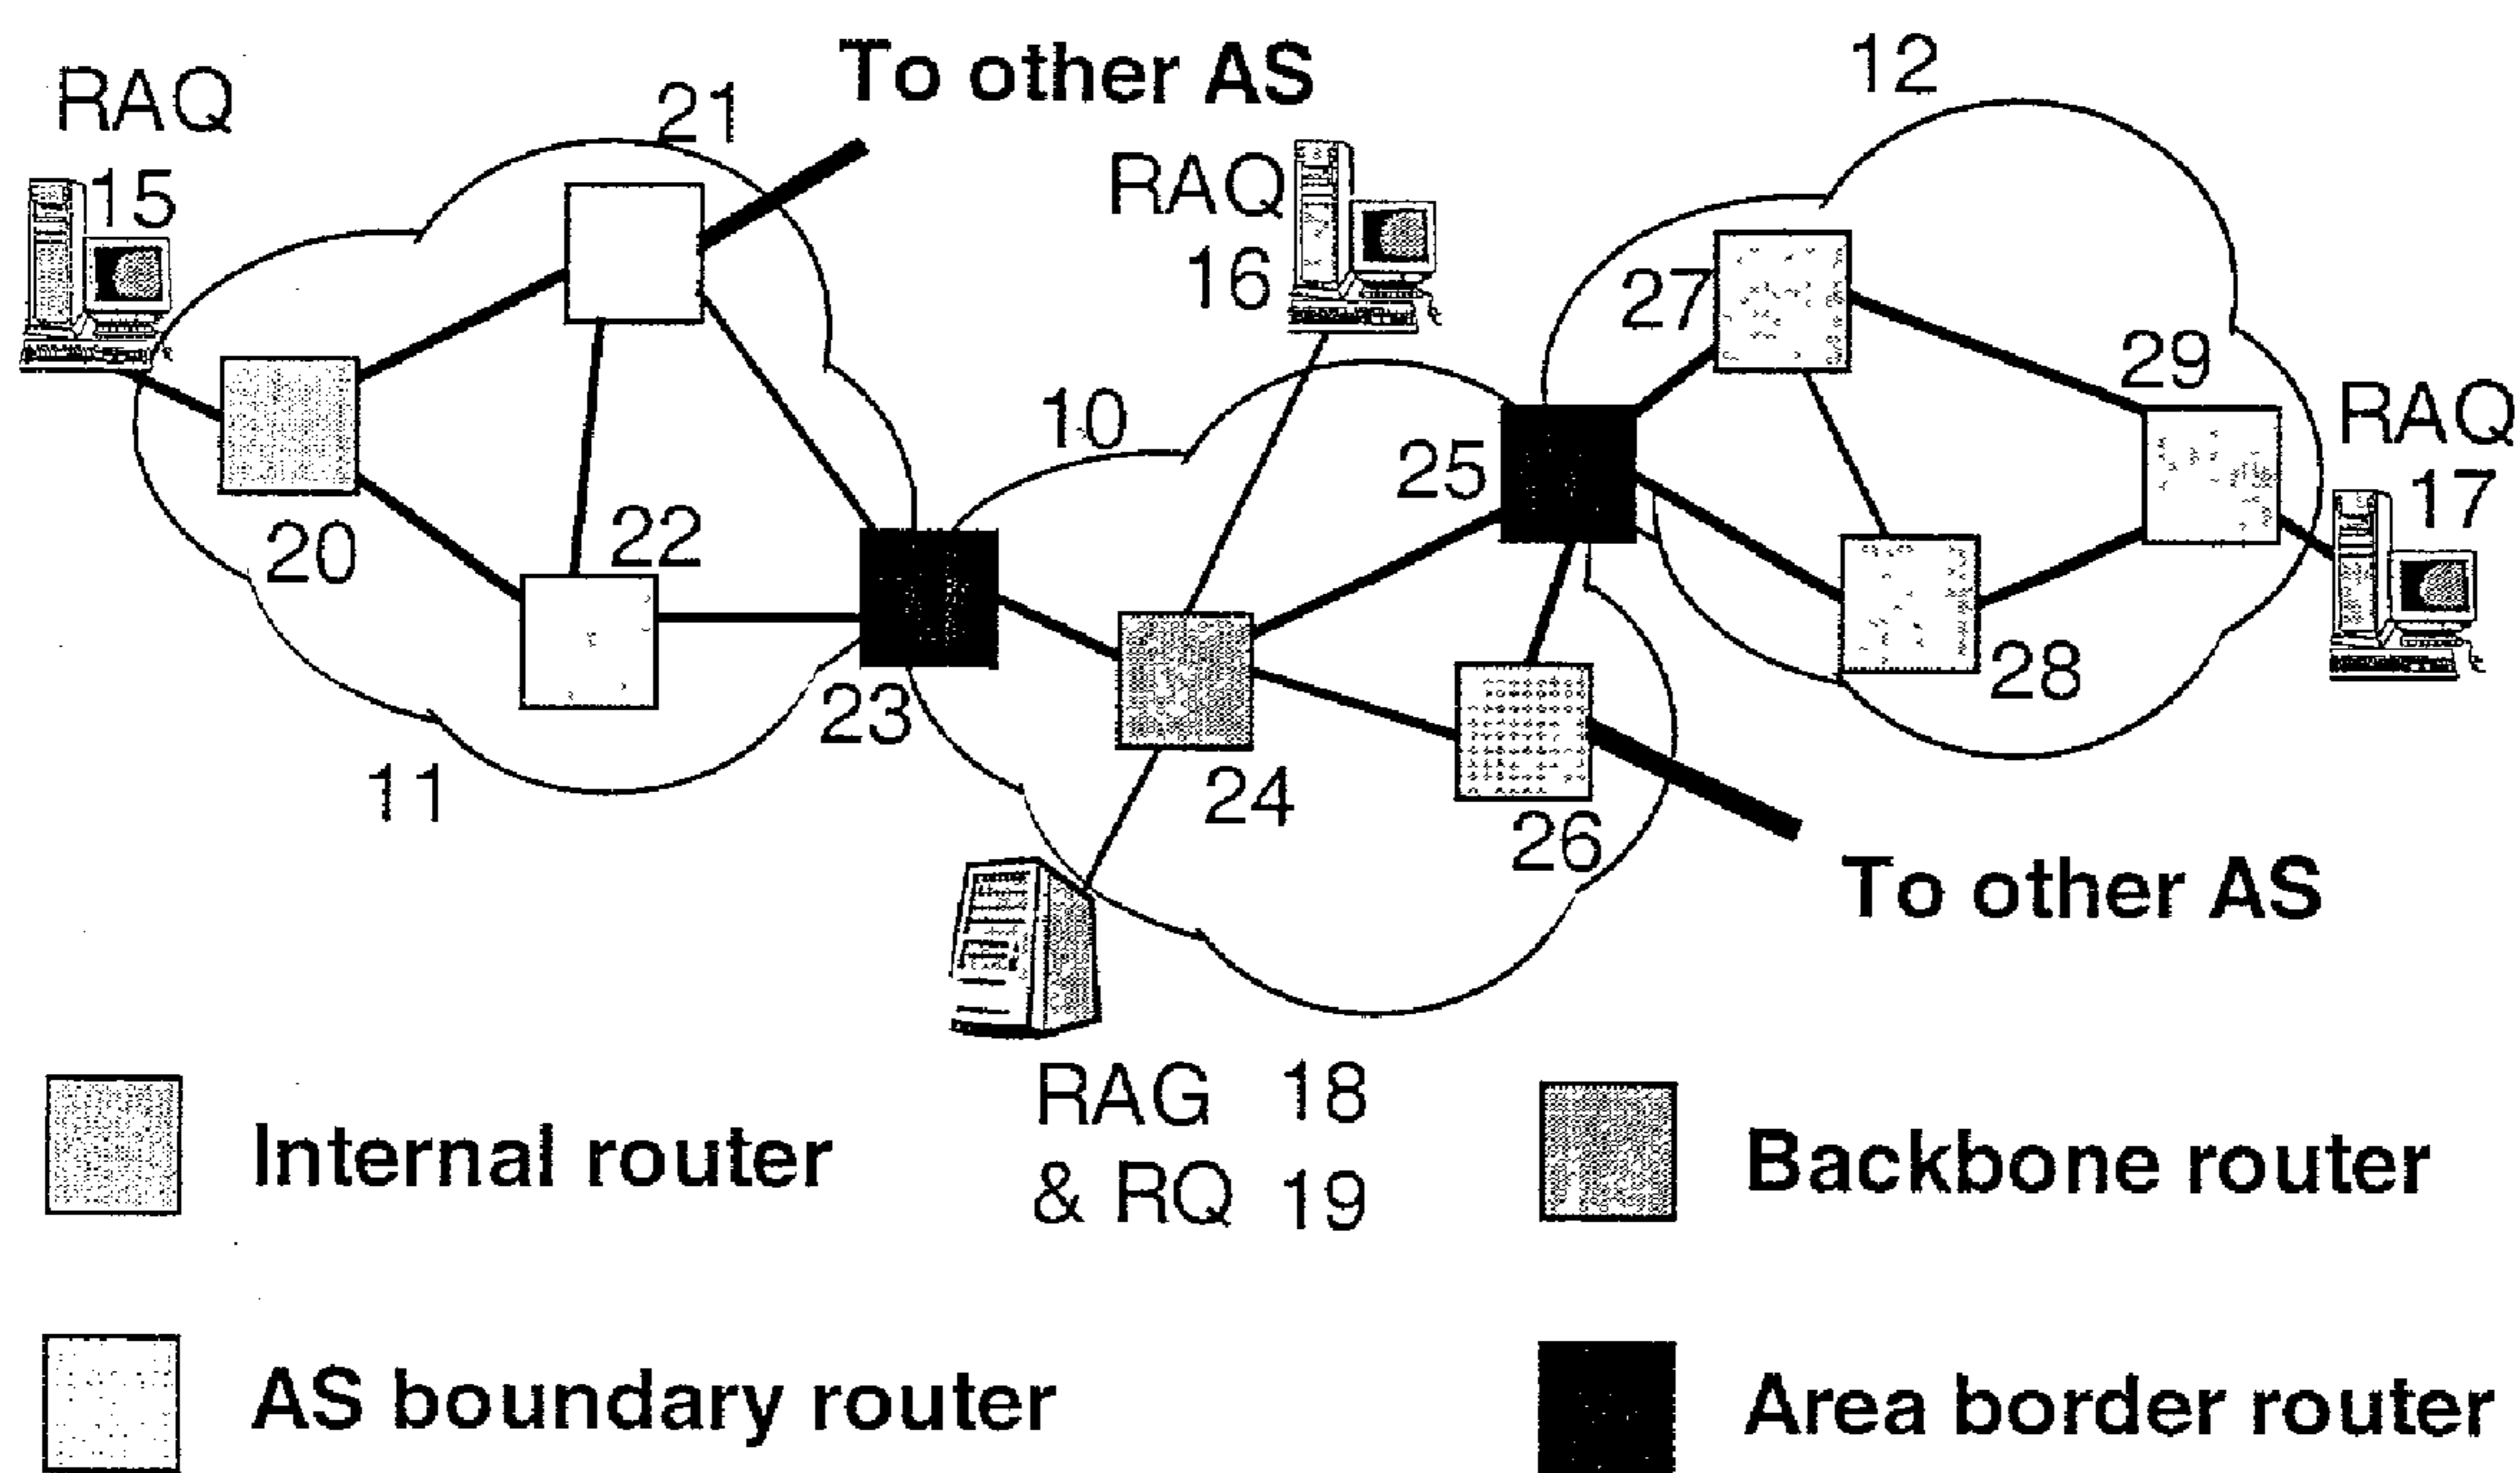 To other AS
12
RAQ
21
15
RAQ
16
27
29
RAQ
10
17
25
20
22
28
23
11
24
26
To other AS
RAG 18
& RQ 19
Internal router
Backbone router
AS boundary router
Area border router